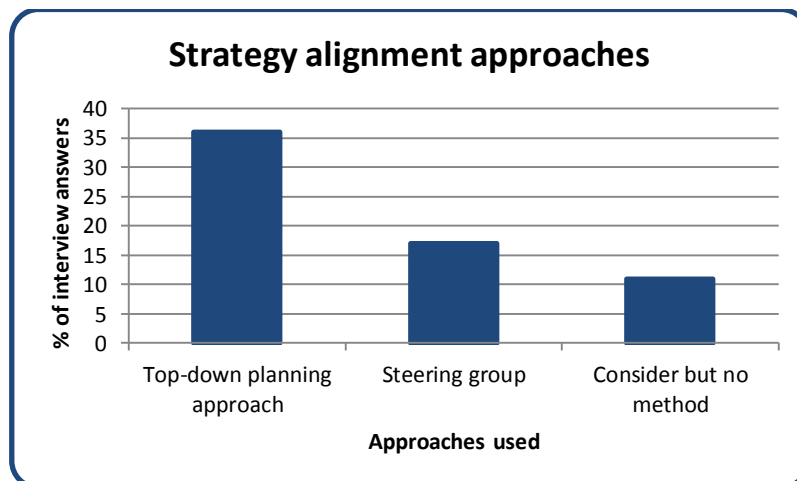 Strategy alignment approaches
% of interview answers
40
35
30
25
20
15
10
5
0
Top-down planning
approach
Steering group
Consider but no
method
Approaches used